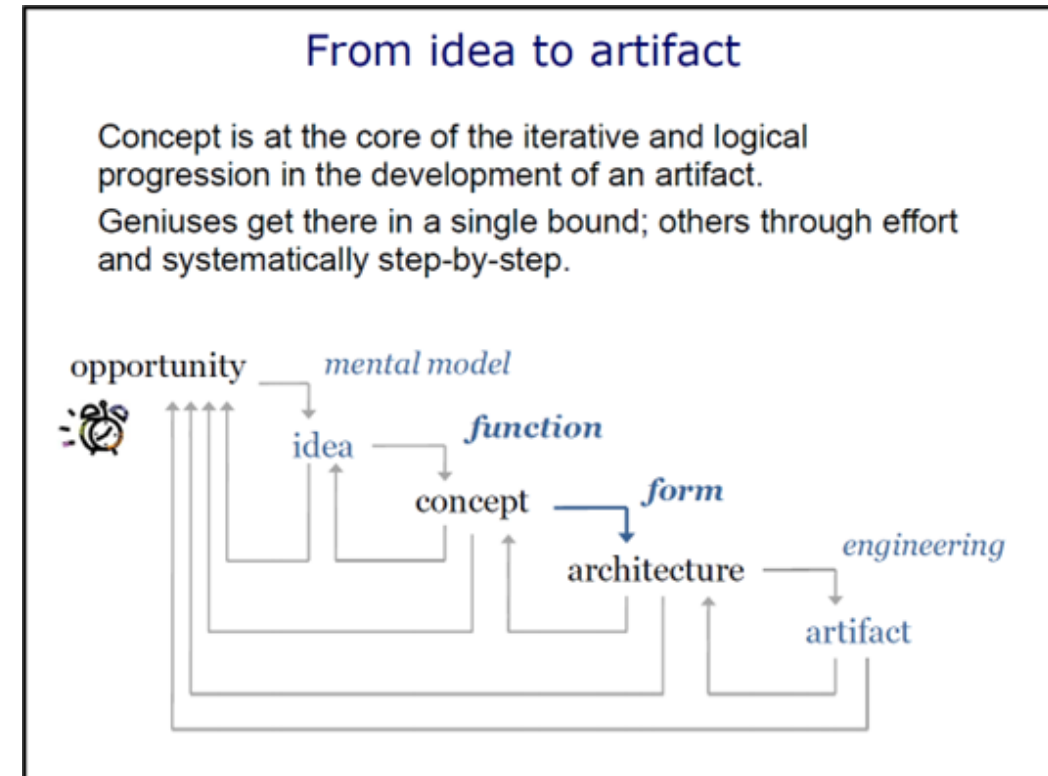 From idea to artifact
Concept is at the core of the iterative and logical
progression in the development of an artifact.
Geniuses get there in a single bound; others through effort
and systematically step-by-step.
opportunity
mental model
idea
function
concept
form
architecture
engineering
artifact